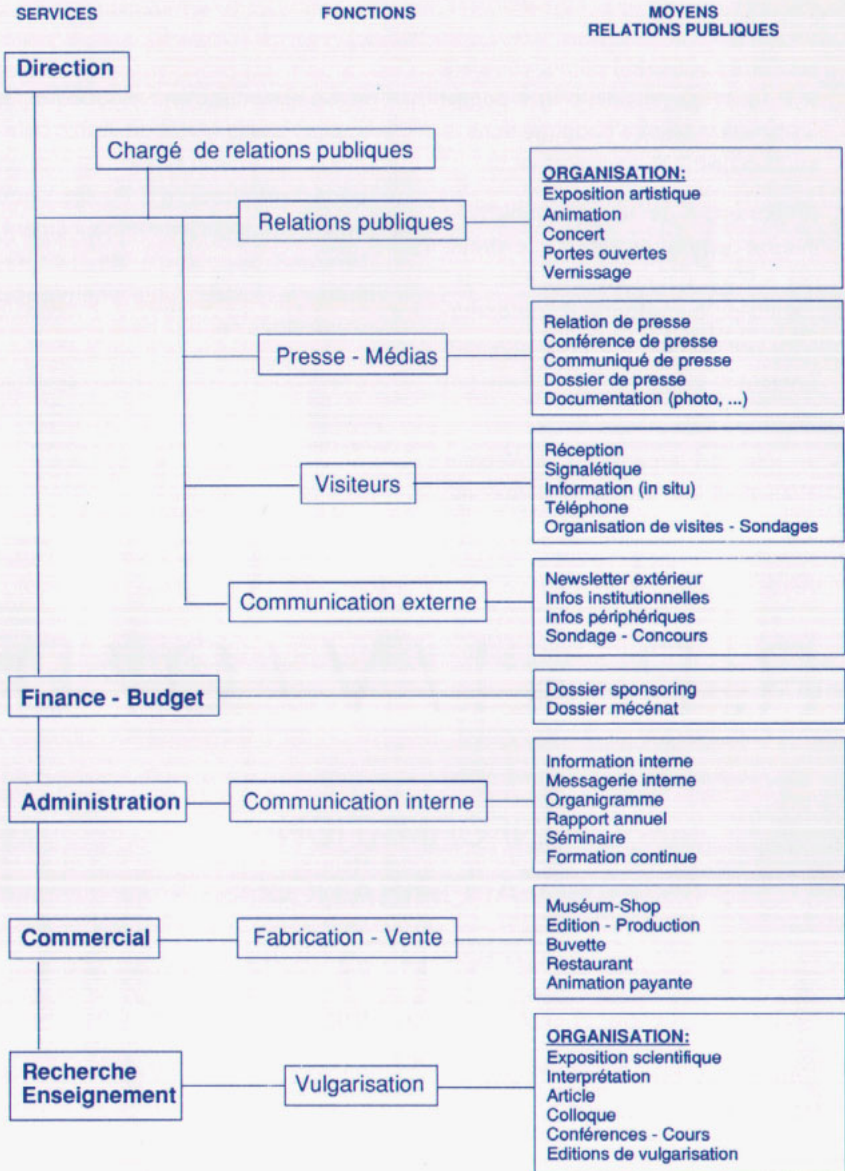 SERVICES
FONCTIONS
MOYENS
RELATIONS PUBLIQUES
Direction
Chargé de relations publiques
Relations publiques
ORGANISATION:
Exposition artistique
Animation
Concert
Portes ouvertes
Vernissage
Presse - Médias
Relation de presse
Conférence de presse
Communiqué de presse
Dossier de presse
Documentation (photo, ...)
Visiteurs
Réception
Signalétique
Information (in situ)
Téléphone
Organisation de visites - Sondages
Communication externe
Newsletter extérieur
Infos institutionnelles
Infos périphériques
Sondage - Concours
Finance - Budget
Dossier sponsoring
Dossier mécénat
Administration
Communication interne
Information interne
Messagerie interne
Organigramme
Rapport annuel
Séminaire
Formation continue
Commercial
Fabrication - Vente
Muséum-Shop
Edition - Production
Buvette
Restaurant
Animation payante
Recherche
Enseignement
Vulgarisation
ORGANISATION:
Exposition scientifique
Interprétation
Article
Colloque
Conférences - Cours
Editions de vulgarisation